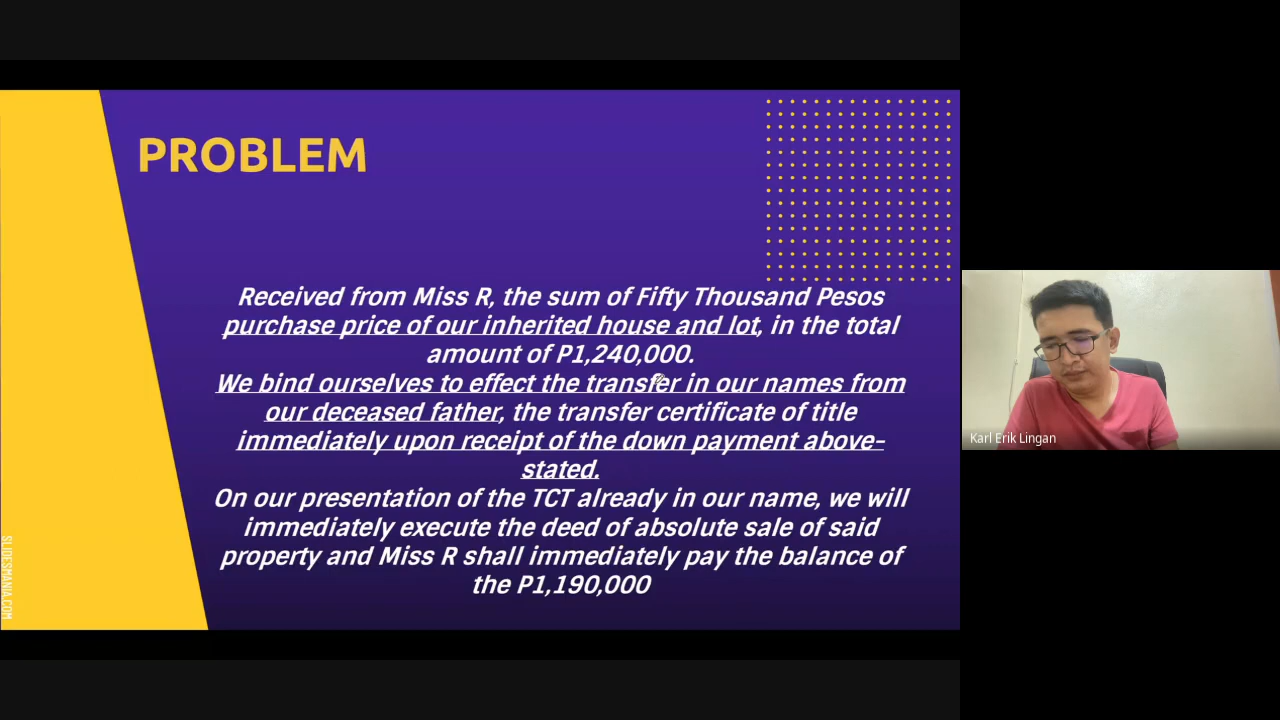 PROBLEM
Received from Miss R, the sum of Fifty Thousand Pesos
purchase price of our inherited house and lot, in the total
amount of P1,240,000.
We bind ourselves to effect the transfer in our names from
our deceased father, the transfer certificate of title
immediately upon receipt of the down payment above-
stated.
On our presentation of the TCT already in our name, we will
immediately execute the deed of absolute sale of said
property and Miss R shall immediately pay the balance of
the P1,190,000
SLIDESMANIA.COM
Karl Erik Lingan